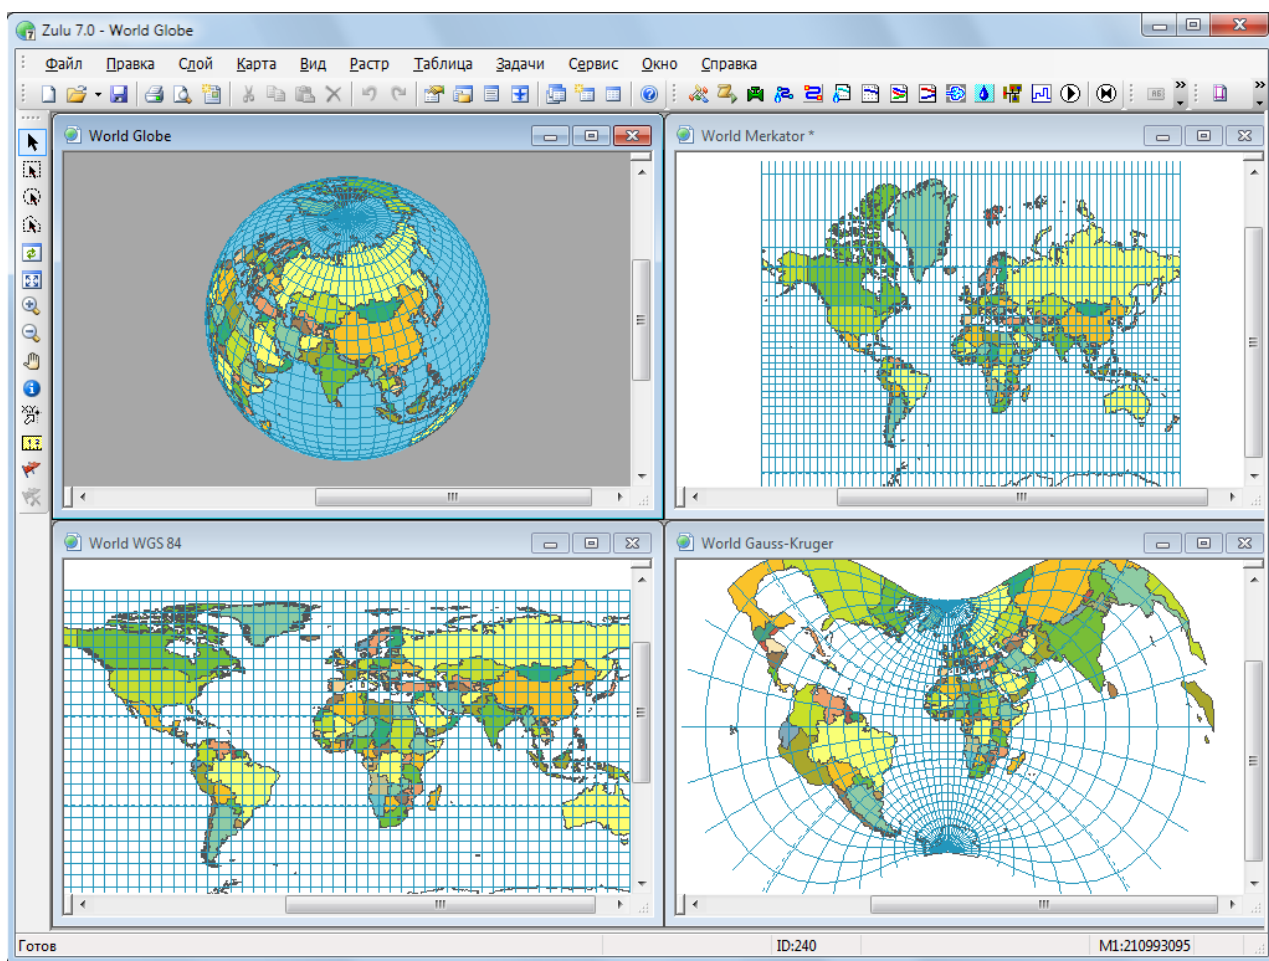 Zulu 7.0 - World Globe
Файл Правка Слой Карта Вид Растр Таблица Задачи Сервис Окно Справка
World Globe
World Merkator *
World WGS 84
World Gauss-Kruger
Готов ID:240 М1:210993095